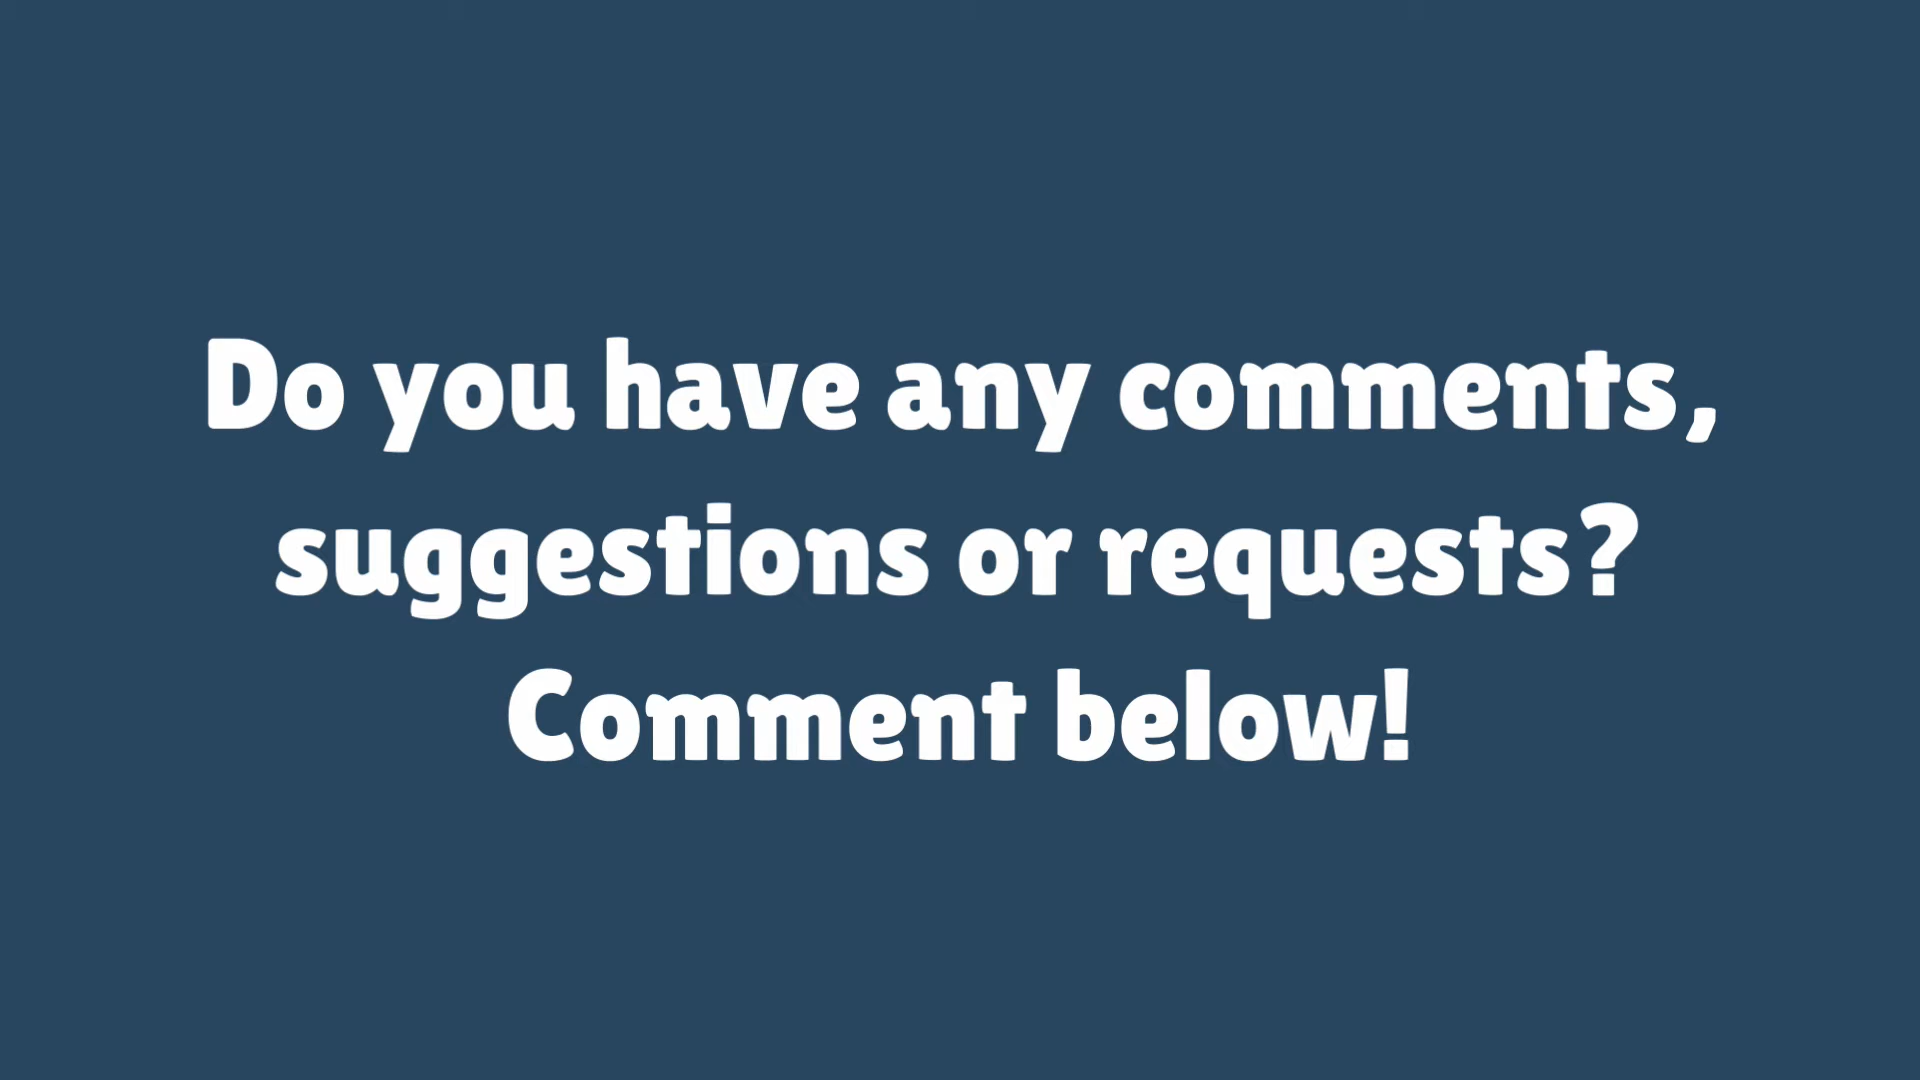 Do you have any comments,
suggestions or requests?
Comment below!